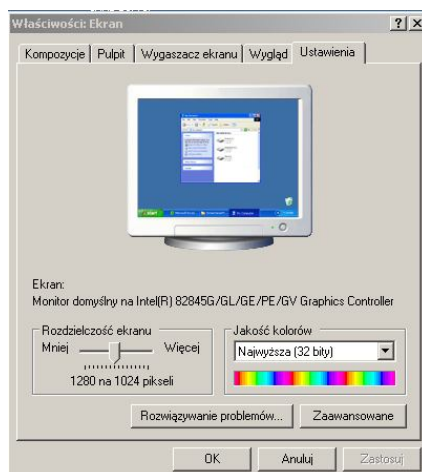 Właściwości: Ekran
Kompozycje Pulpit Wygaszacz ekranu Wygląd Ustawienia
Ekran:
Monitor domyślny na Intel(R) 82845G/GL/GE/PE/GV Graphics Controller
Rozdzielczość ekranu
Mniej Więcej
1280 na 1024 pikseli
Jakość kolorów
Najwyższa (32 bity)
Rozwiązywanie problemów... Zaawansowane
OK Anuluj Zastosuj